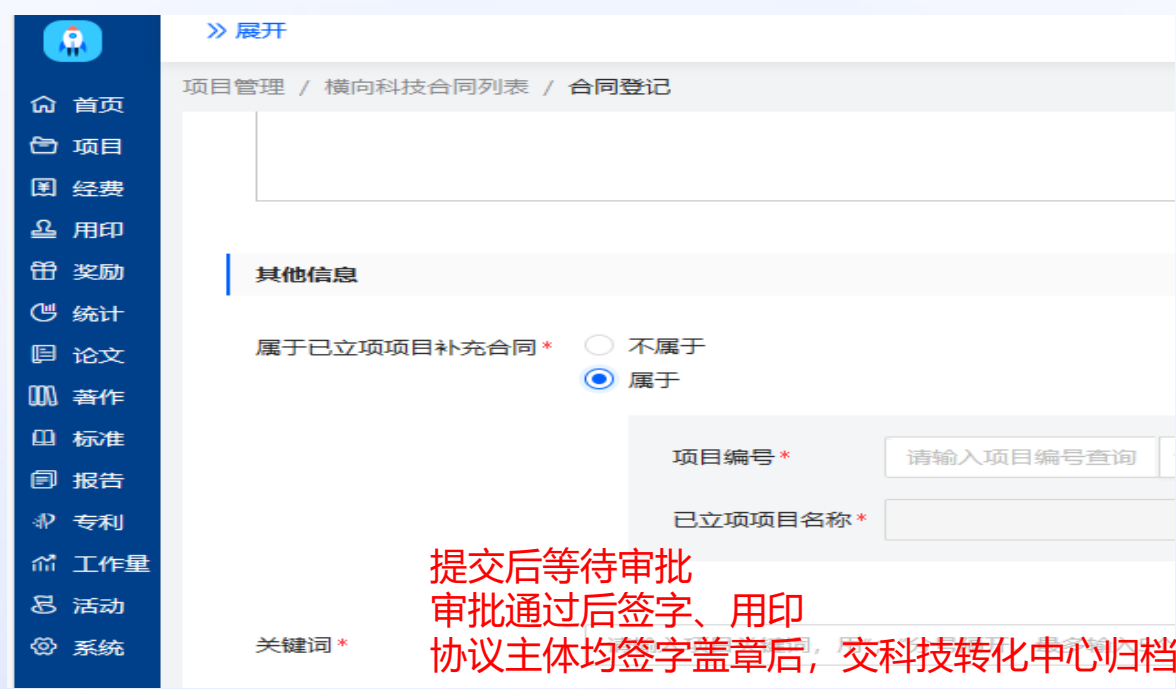 展开
项目管理 / 横向科技合同列表 / 合同登记
首页
项目
经费
用印
奖励
统计
论文
著作
标准
报告
专利
工作量
活动
系统
其他信息
属于已立项项目补充合同* 不属于
属于
项目编号* 请输入项目编号查询
已立项项目名称*
提交后等待审批
审批通过后签字、用印
协议主体均签字盖章后，交科技转化中心归档
关键词*